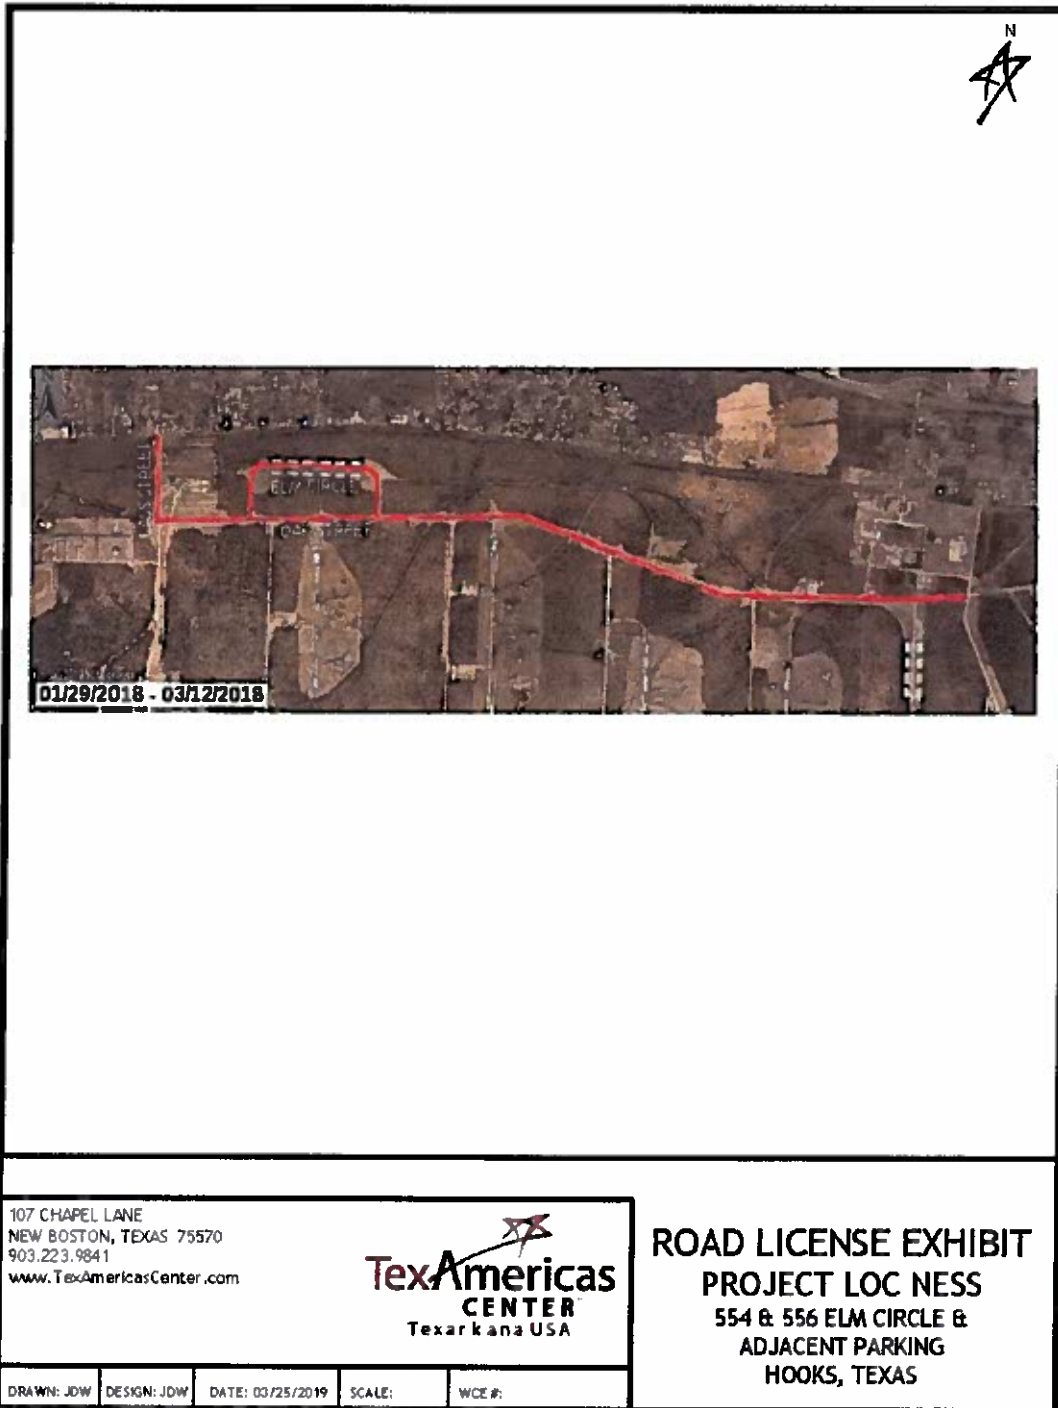 N
ELM CIRCLE
01/29/2018 - 03/12/2018
107 CHAPEL LANE
NEW BOSTON, TEXAS 75570
903.223.9841
www.TexAmericasCenter.com
TexAmericas
CENTER
Texarkana USA
ROAD LICENSE EXHIBIT
PROJECT LOC NESS
554 & 556 ELM CIRCLE &
ADJACENT PARKING
HOOKS, TEXAS
DRAWN: JDW
DESIGN: JDW
DATE: 03/25/2019
SCALE:
WCE #: